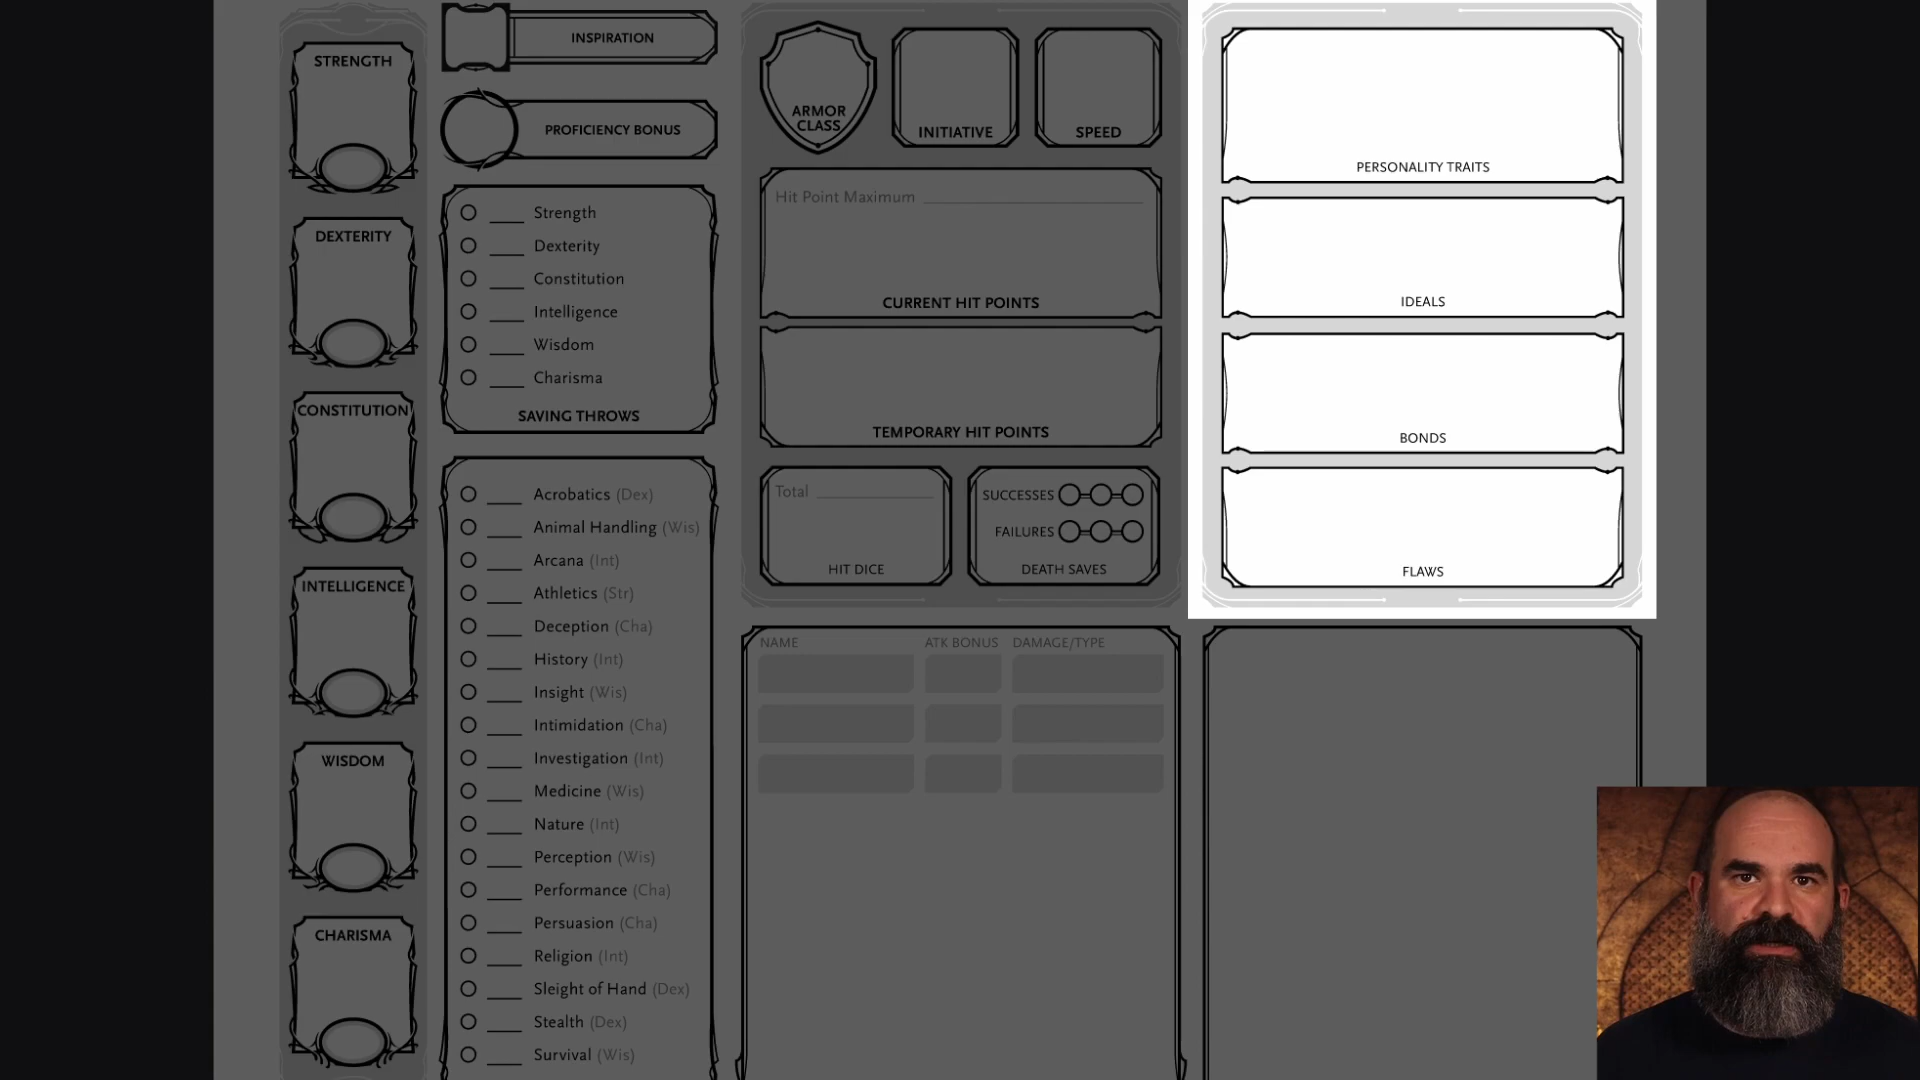 STRENGTH
DEXTERITY
CONSTITUTION
INTELLIGENCE
WISDOM
CHARISMA
INSPIRATION
PROFICIENCY BONUS
Strength
Dexterity
Constitution
Intelligence
Wisdom
Charisma
SAVING THROWS
Acrobatics (Dex)
Animal Handling (Wis)
Arcana (Int)
Athletics (Str)
Deception (Cha)
History (Int)
Insight (Wis)
Intimidation (Cha)
Investigation (Int)
Medicine (Wis)
Nature (Int)
Perception (Wis)
Performance (Cha)
Persuasion (Cha)
Religion (Int)
Sleight of Hand (Dex)
Stealth (Dex)
Survival (Wis)
ARMOR
CLASS
INITIATIVE
SPEED
Hit Point Maximum
CURRENT HIT POINTS
TEMPORARY HIT POINTS
Total
HIT DICE
SUCCESSES
FAILURES
DEATH SAVES
NAME ATK BONUS DAMAGE/TYPE
PERSONALITY TRAITS
IDEALS
BONDS
FLAWS